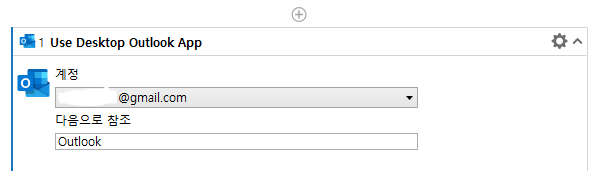 1 Use Desktop Outlook App
계정
@gmail.com
다음으로 참조
Outlook